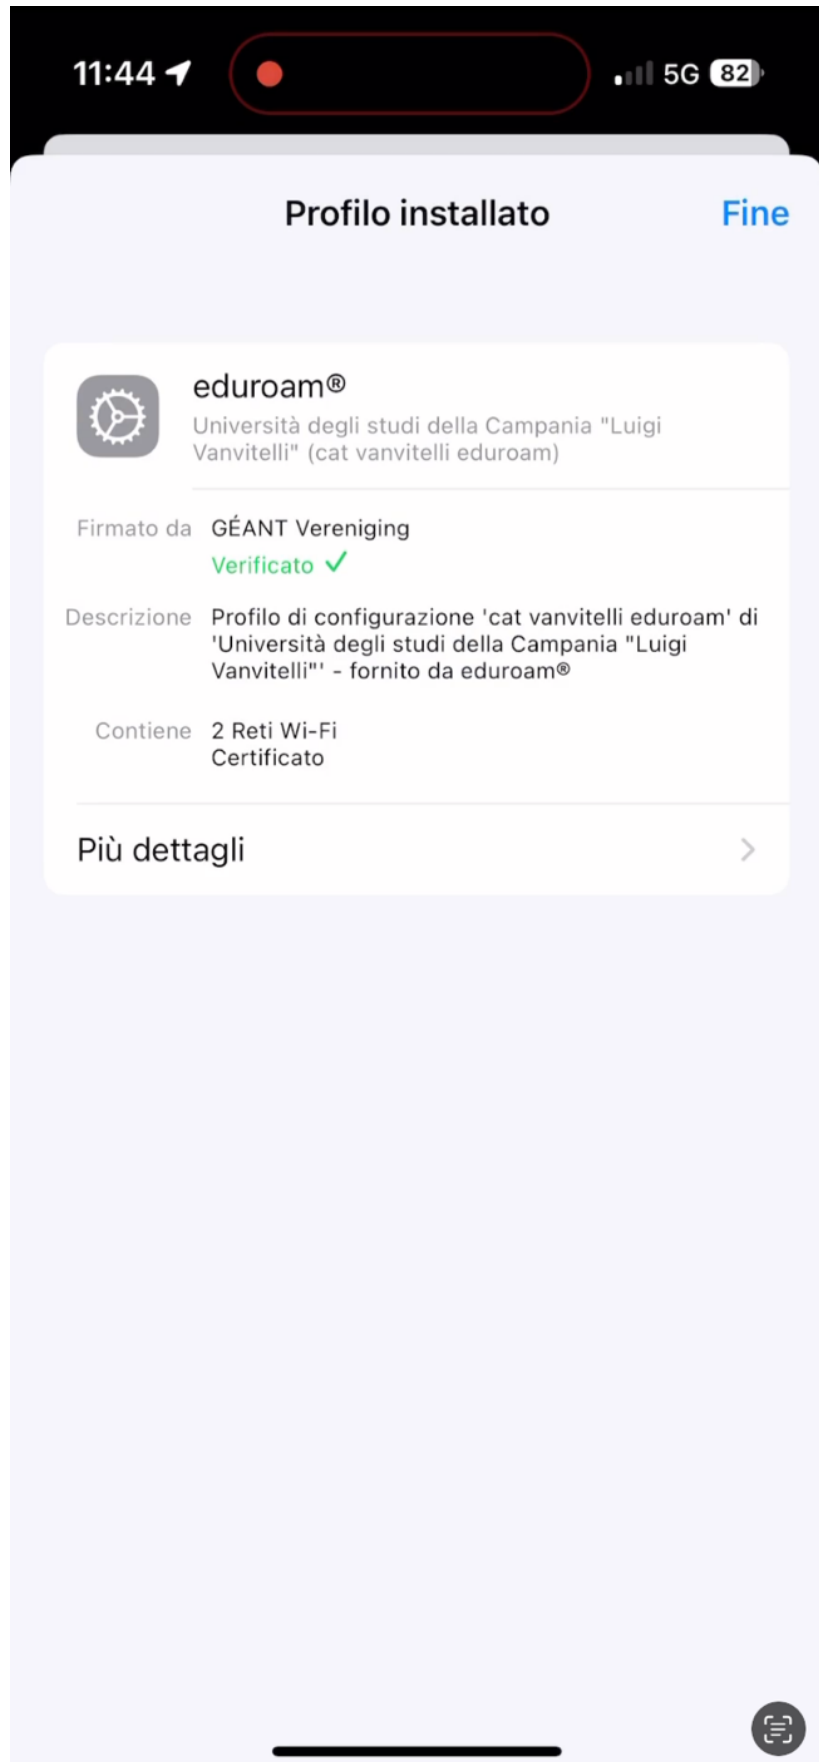 11:44
5G 82
Profilo installato
Fine
eduroam®
Università degli studi della Campania "Luigi
Vanvitelli" (cat vanvitelli eduroam)
Firmato da GÉANT Vereniging
Verificato
Descrizione Profilo di configurazione 'cat vanvitelli eduroam' di
'Università degli studi della Campania "Luigi
Vanvitelli"' - fornito da eduroam®
Contiene 2 Reti Wi-Fi
Certificato
Più dettagli